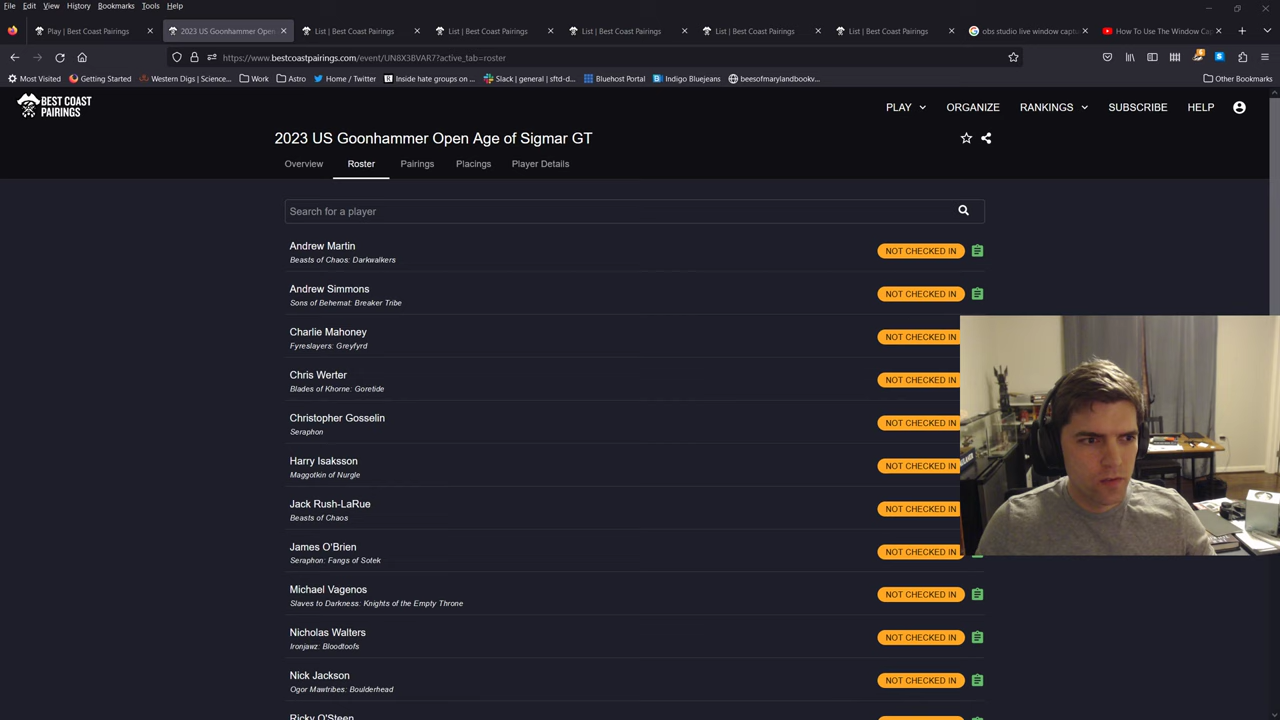 File Edit View History Bookmarks Tools Help
Play | Best Coast Pairings
2023 US Goonhammer Open
List | Best Coast Pairings
List | Best Coast Pairings
List | Best Coast Pairings
List | Best Coast Pairings
List | Best Coast Pairings
obs studio live window captu
How To Use The Window Cap
https://www.bestcoastpairings.com/event/UN8X3BVAR7?active_tab=roster
Most Visited Getting Started Western Digs | Science... Work Astro Home / Twitter Inside hate groups on ... Slack | general | sftd-d... Bluehost Portal Indigo Bluejeans beesofmarylandbookv... Other Bookmarks
BEST COAST
PAIRINGS
PLAY ORGANIZE RANKINGS SUBSCRIBE HELP
2023 US Goonhammer Open Age of Sigmar GT
Overview Roster Pairings Placings Player Details
Search for a player
Andrew Martin
Beasts of Chaos: Darkwalkers
NOT CHECKED IN
Andrew Simmons
Sons of Behemat: Breaker Tribe
NOT CHECKED IN
Charlie Mahoney
Fyreslayers: Greyfyrd
NOT CHECKED IN
Chris Werter
Blades of Khorne: Goretide
NOT CHECKED IN
Christopher Gosselin
Seraphon
NOT CHECKED IN
Harry Isaksson
Maggotkin of Nurgle
NOT CHECKED IN
Jack Rush-LaRue
Beasts of Chaos
NOT CHECKED IN
James O'Brien
Seraphon: Fangs of Sotek
NOT CHECKED IN
Michael Vagenos
Slaves to Darkness: Knights of the Empty Throne
NOT CHECKED IN
Nicholas Walters
Ironjawz: Bloodtoofs
NOT CHECKED IN
Nick Jackson
Ogor Mawtribes: Boulderhead
NOT CHECKED IN
Ricky O'Steen